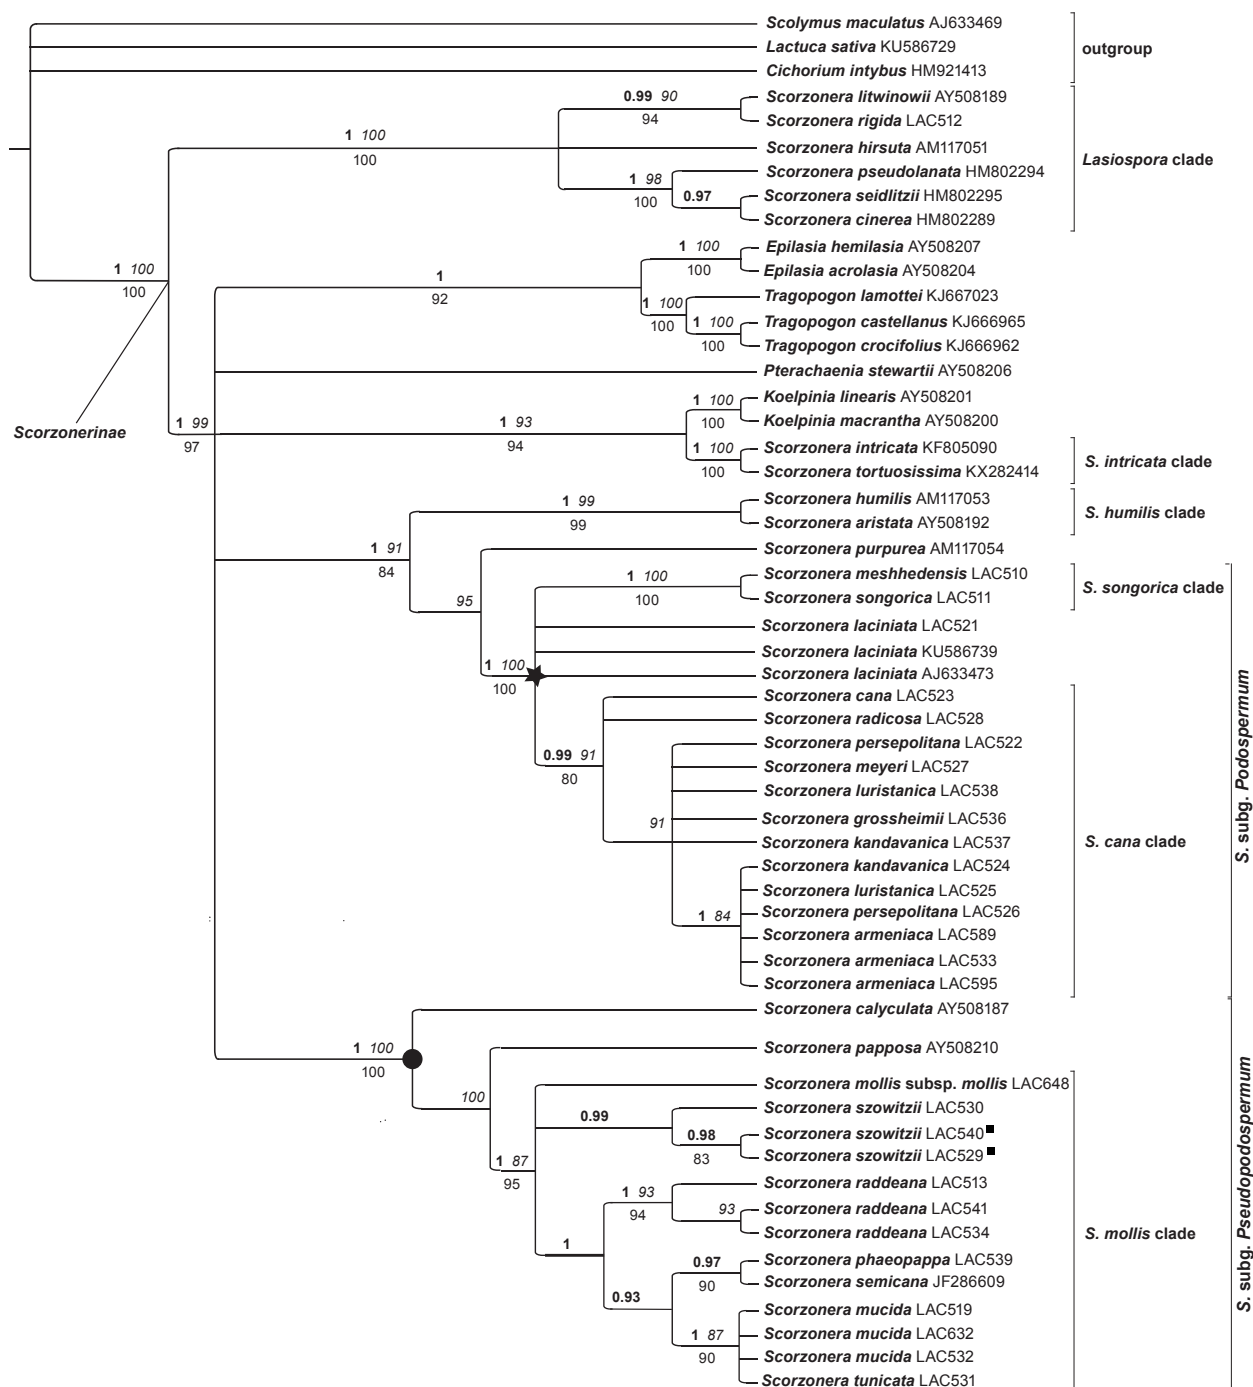 Scolymus maculatus AJ633469
Lactuca sativa KU586729
outgroup
Cichorium intybus HM921413
0.99 90
Scorzonera litwinowii AY508189
94
Scorzonera rigida LAC512
1 100
100
Scorzonera hirsuta AM117051
Lasiospora clade
Scorzonera pseudolanata HM802294
1 98
100
0.97
Scorzonera seidlitzii HM802295
Scorzonera cinerea HM802289
1 100
100
Epilasia hemilasia AY508207
1 100
100
Epilasia acrolasia AY508204
1
92
Tragopogon lamottei KJ667023
1 100
100
Tragopogon castellanus KJ666965
1 100
100
Tragopogon crocifolius KJ666962
Pterachaenia stewartii AY508206
Koelpinia linearis AY508201
1 100
100
Koelpinia macrantha AY508200
Scorzonerinae
1 99
97
1 93
94
Scorzonera intricata KF805090
1 100
100
Scorzonera tortuosissima KX282414
S. intricata clade
Scorzonera humilis AM117053
1 99
99
Scorzonera aristata AY508192
S. humilis clade
1 91
84
Scorzonera purpurea AM117054
Scorzonera meshhedensis LAC510
1 100
100
Scorzonera songorica LAC511
S. songorica clade
95
Scorzonera laciniata LAC521
Scorzonera laciniata KU586739
1 100
100
Scorzonera laciniata AJ633473
Scorzonera cana LAC523
Scorzonera radicosa LAC528
Scorzonera persepolitana LAC522
0.99 91
80
Scorzonera meyeri LAC527
Scorzonera luristanica LAC538
91
Scorzonera grossheimii LAC536
Scorzonera kandavanica LAC537
S. cana clade
S. subg. Podospermum
Scorzonera kandavanica LAC524
Scorzonera luristanica LAC525
1 84
Scorzonera persepolitana LAC526
Scorzonera armeniaca LAC589
Scorzonera armeniaca LAC533
Scorzonera armeniaca LAC595
Scorzonera calyculata AY508187
1 100
100
Scorzonera papposa AY508210
100
Scorzonera mollis subsp. mollis LAC648
0.99
Scorzonera szowitzii LAC530
0.98
83
Scorzonera szowitzii LAC540
Scorzonera szowitzii LAC529
1 87
95
Scorzonera raddeana LAC513
1 93
94
93
Scorzonera raddeana LAC541
Scorzonera raddeana LAC534
S. mollis clade
S. subg. Pseudopodospermum
1
0.97
90
Scorzonera phaeopappa LAC539
Scorzonera semicana JF286609
0.93
Scorzonera mucida LAC519
1 87
90
Scorzonera mucida LAC632
Scorzonera mucida LAC532
Scorzonera tunicata LAC531